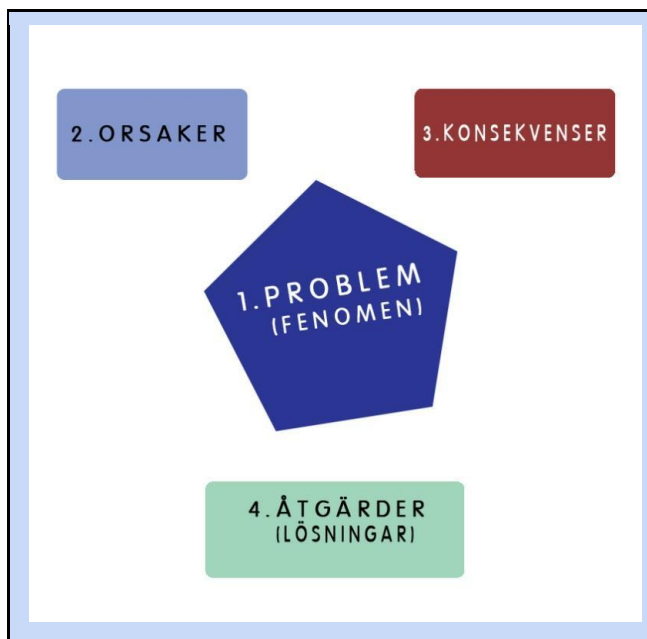 2.ORSAKER
3.KONSEKVENSER
1.PROBLEM
(FENOMEN)
4.ÅTGÄRDER
(LÖSNINGAR)